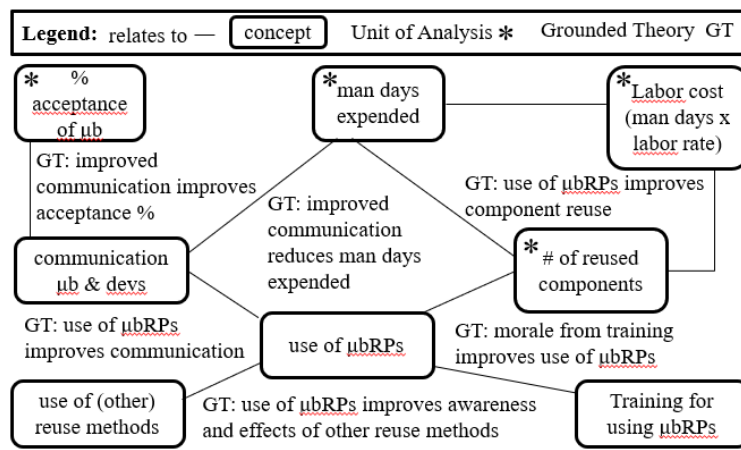 Legend: relates to — concept Unit of Analysis * Grounded Theory GT
* %
acceptance
of μb
* man days
expended
* Labor cost
(man days x
labor rate)
GT: improved
communication improves
acceptance %
GT: use of μbRPs improves
component reuse
GT: improved
communication
reduces man days
expended
communication
μb & devs
* # of reused
components
GT: use of μbRPs
improves communication
use of μbRPs
GT: morale from training
improves use of μbRPs
use of (other)
reuse methods
GT: use of μbRPs improves awareness
and effects of other reuse methods
Training for
using μbRPs